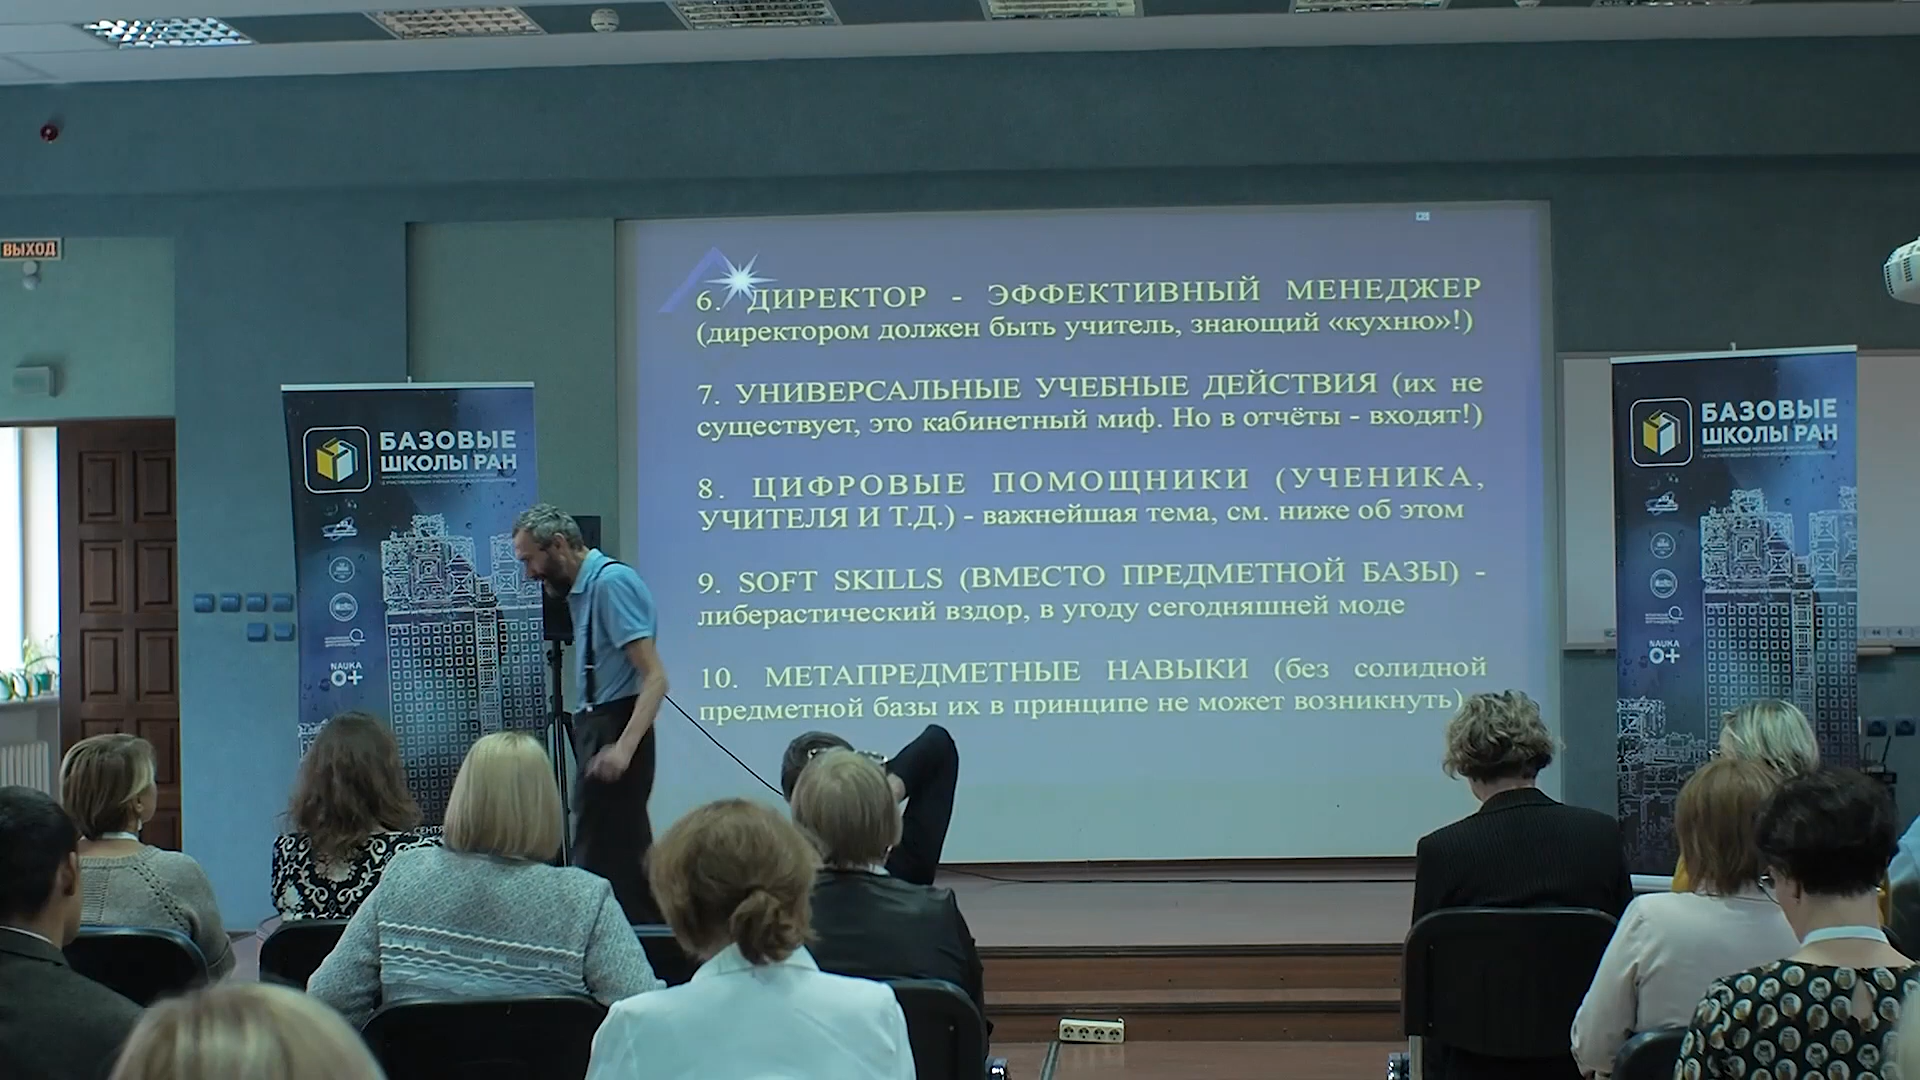 ВЫХОД
6. ДИРЕКТОР - ЭФФЕКТИВНЫЙ МЕНЕДЖЕР
(директором должен быть учитель, знающий «кухню»!)
7. УНИВЕРСАЛЬНЫЕ УЧЕБНЫЕ ДЕЙСТВИЯ (их не
существует, это кабинетный миф. Но в отчёты - входят!)
8. ЦИФРОВЫЕ ПОМОЩНИКИ (УЧЕНИКА,
УЧИТЕЛЯ И Т.Д.) - важнейшая тема, см. ниже об этом
9. SOFT SKILLS (ВМЕСТО ПРЕДМЕТНОЙ БАЗЫ) -
либерастический вздор, в угоду сегодняшней моде
10. МЕТАПРЕДМЕТНЫЕ НАВЫКИ (без солидной
предметной базы их в принципе не может возникнуть)
БАЗОВЫЕ
ШКОЛЫ РАН
NAUKA
0+
БАЗОВЫЕ
ШКОЛЫ РАН
NAUKA
0+